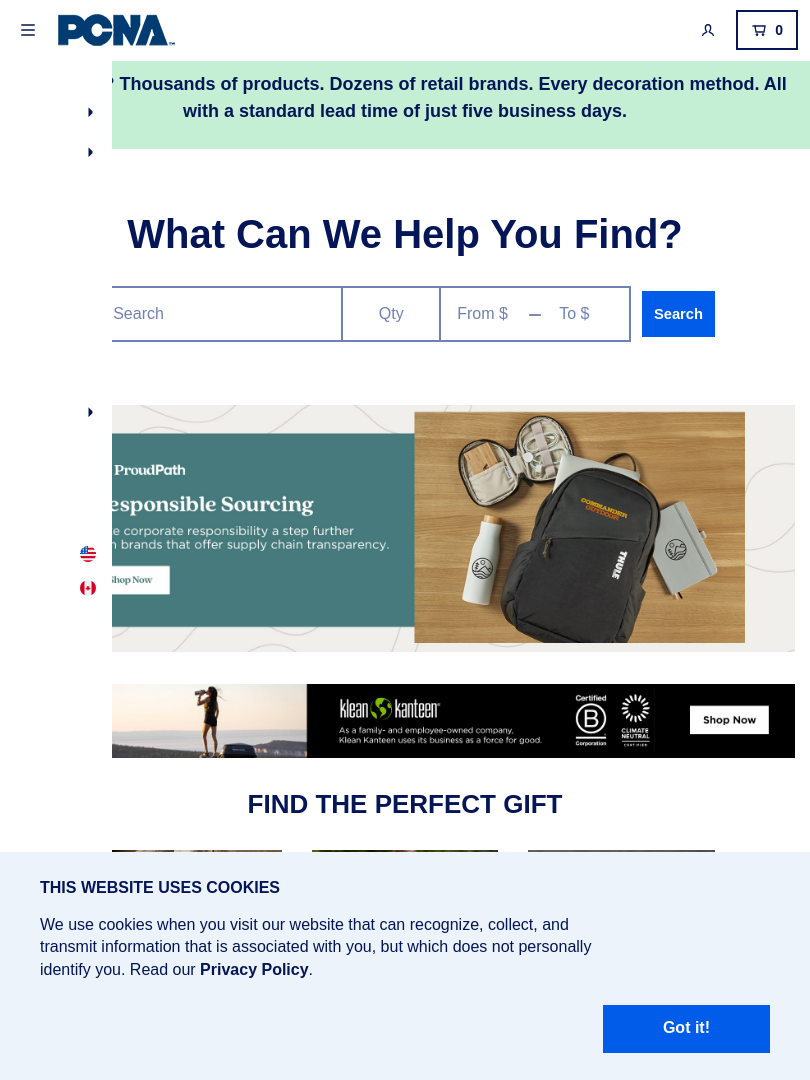 PCNA
0
? Thousands of products. Dozens of retail brands. Every decoration method. All
with a standard lead time of just five business days.
What Can We Help You Find?
Search
Qty
From $
To $
Search
ProudPath
esponsible Sourcing
e corporate responsibility a step further
n brands that offer supply chain transparency.
Shop Now
COMMANDER
OUTDOOR
THULE
klean kanteen
As a family- and employee-owned company,
Klean Kanteen uses its business as a force for good.
Certified
B
Corporation
CLIMATE
NEUTRAL
CERTIFIED
Shop Now
FIND THE PERFECT GIFT
THIS WEBSITE USES COOKIES
We use cookies when you visit our website that can recognize, collect, and
transmit information that is associated with you, but which does not personally
identify you. Read our Privacy Policy.
Got it!